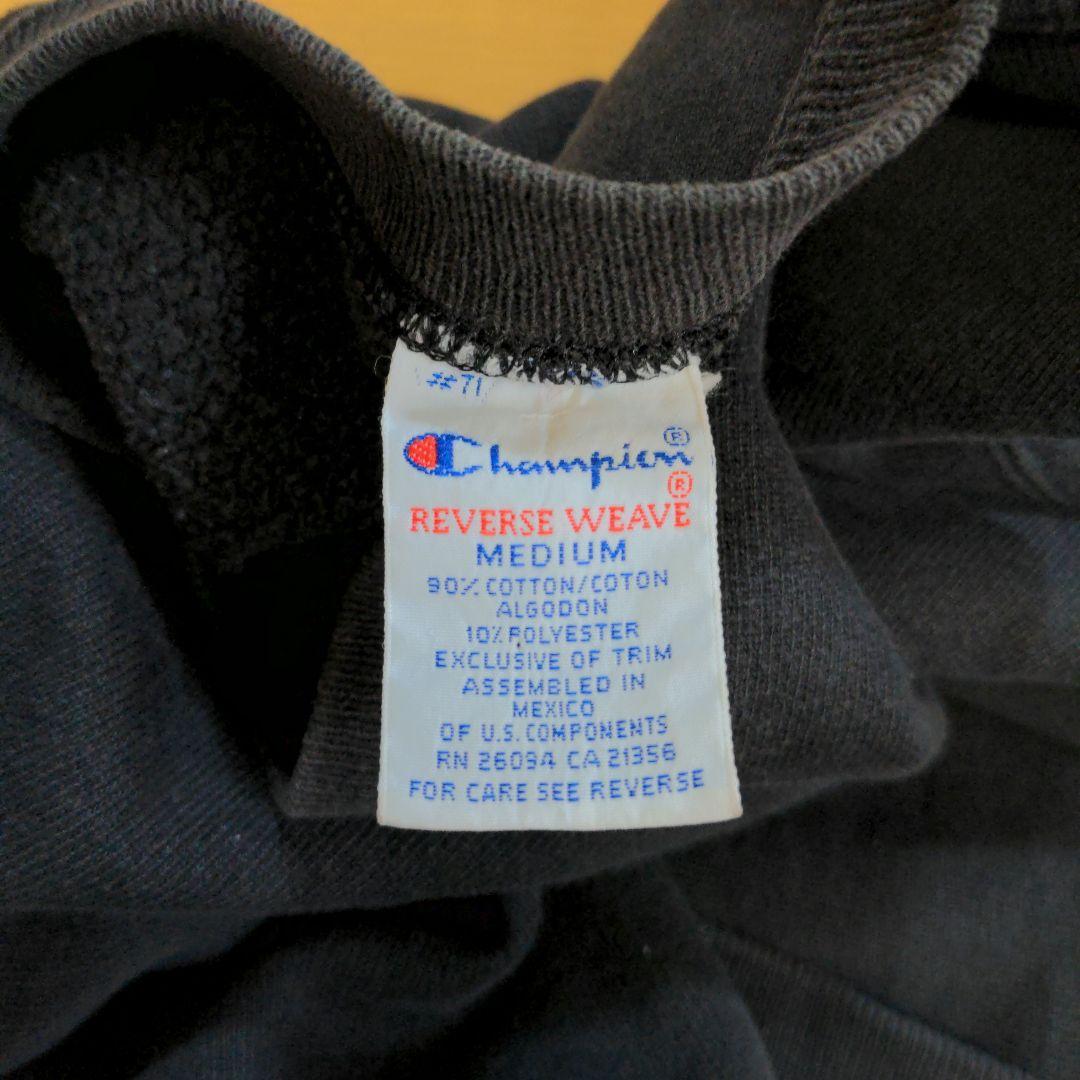 #71
Champion®
®
REVERSE WEAVE
MEDIUM
90% COTTON/COTON
ALGODON
10% POLYESTER
EXCLUSIVE OF TRIM
ASSEMBLED IN
MEXICO
OF U.S. COMPONENTS
RN 26094 CA 21356
FOR CARE SEE REVERSE